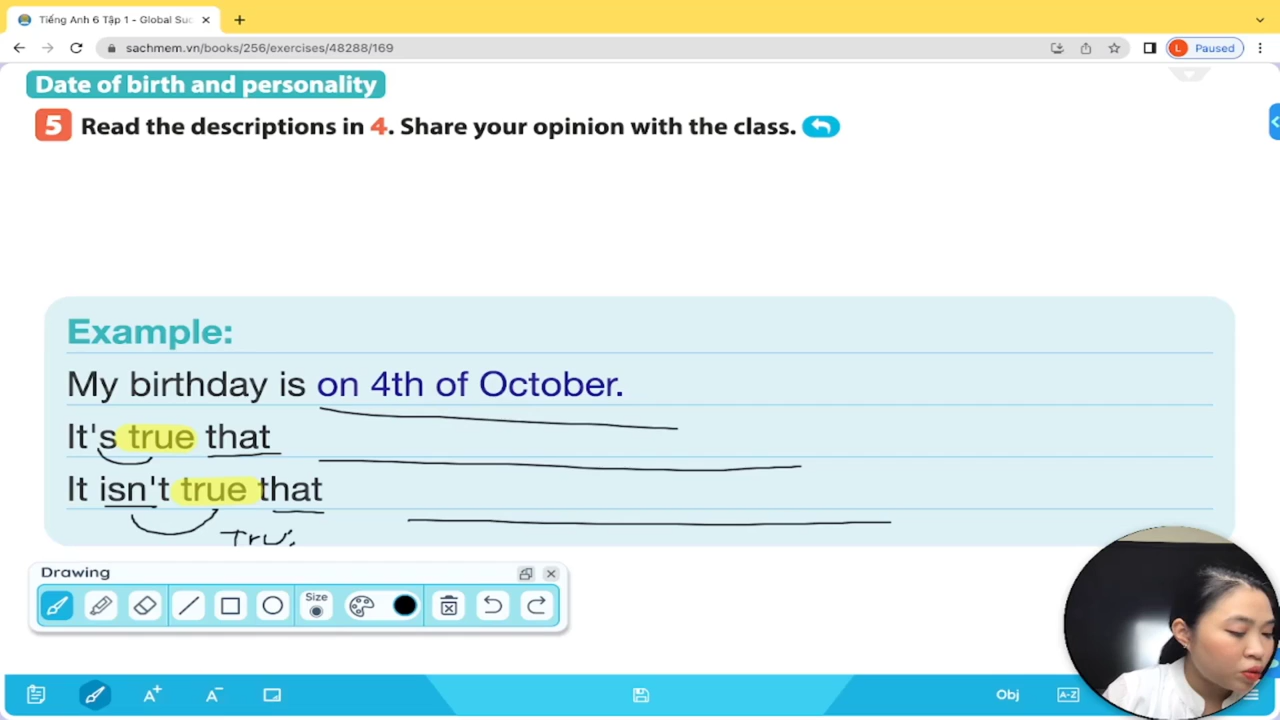 Tiếng Anh 6 Tập 1 - Global Suc
sachmem.vn/books/256/exercises/48288/169
L Paused
Date of birth and personality
5 Read the descriptions in 4. Share your opinion with the class.
Example:
My birthday is on 4th of October.
It's true that
It isn't true that
Tru:
Drawing
Size
A+ A- Obj A-Z